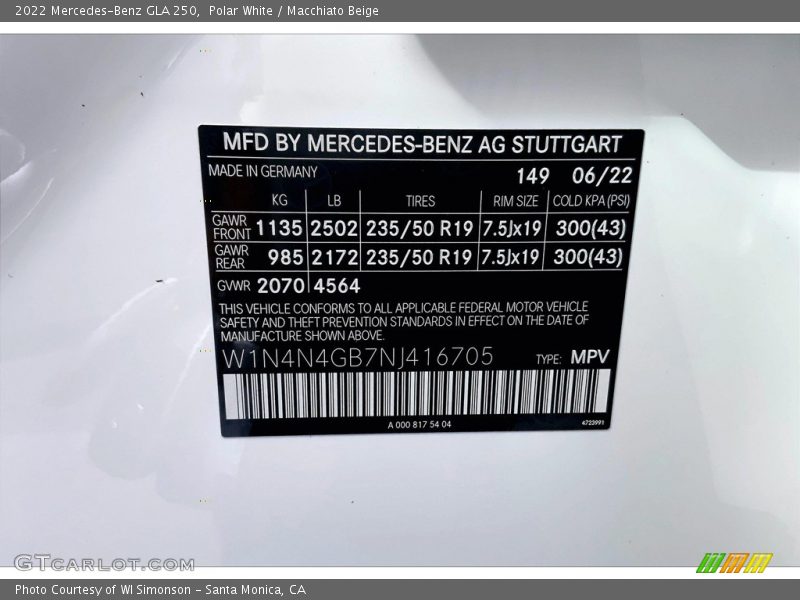 2022 Mercedes-Benz GLA 250,  Polar White / Macchiato Beige
MFD BY MERCEDES-BENZ AG STUTTGART
MADE IN GERMANY 149 06/22
KG LB TIRES RIM SIZE COLD KPA (PSI)
GAWR FRONT 1135 2502 235/50 R19 7.5Jx19 300(43)
GAWR REAR 985 2172 235/50 R19 7.5Jx19 300(43)
GVWR 2070 4564
THIS VEHICLE CONFORMS TO ALL APPLICABLE FEDERAL MOTOR VEHICLE
SAFETY AND THEFT PREVENTION STANDARDS IN EFFECT ON THE DATE OF
MANUFACTURE SHOWN ABOVE.
W1N4N4GB7NJ416705 TYPE: MPV
A 000 817 54 04 4723991
GTCARLOT.COM
Photo Courtesy of WI Simonson - Santa Monica, CA